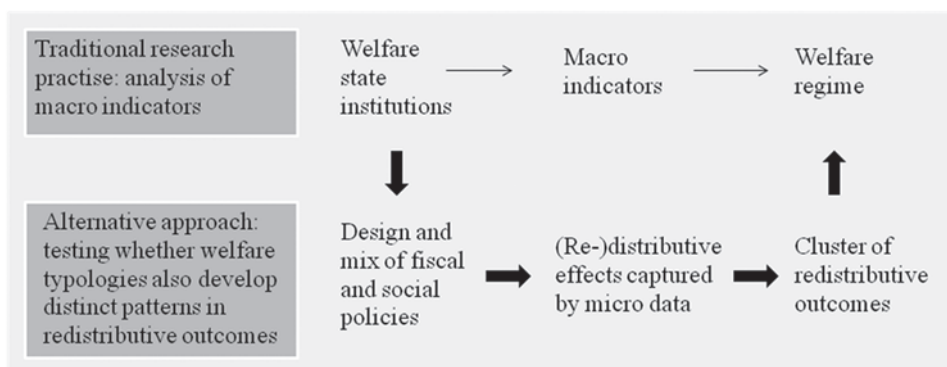 Traditional research
practise: analysis of
macro indicators
Welfare
state
institutions
Macro
indicators
Welfare
regime
Alternative approach:
testing whether welfare
typologies also develop
distinct patterns in
redistributive outcomes
Design and
mix of fiscal
and social
policies
(Re-)distributive
effects captured
by micro data
Cluster of
redistributive
outcomes